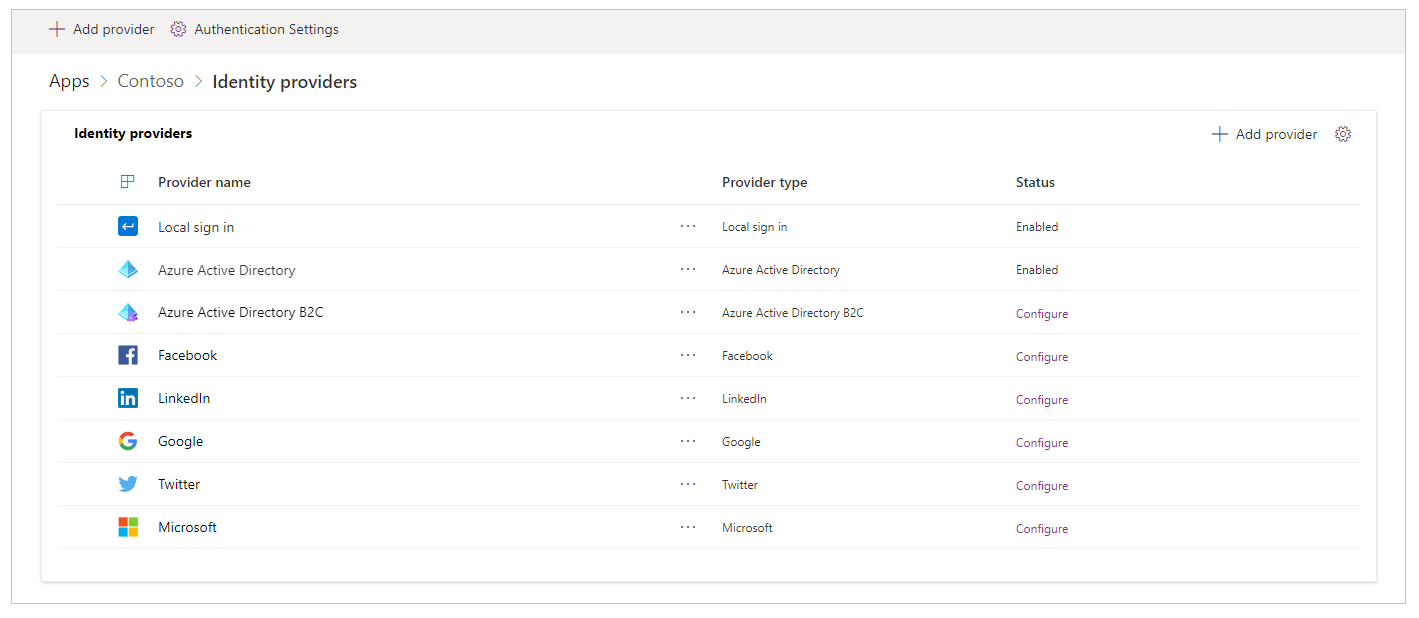 Add provider Authentication Settings
Apps > Contoso > Identity providers
Identity providers Add provider
Provider name Provider type Status
Local sign in ... Local sign in Enabled
Azure Active Directory ... Azure Active Directory Enabled
Azure Active Directory B2C ... Azure Active Directory B2C Configure
Facebook ... Facebook Configure
LinkedIn ... LinkedIn Configure
Google ... Google Configure
Twitter ... Twitter Configure
Microsoft ... Microsoft Configure